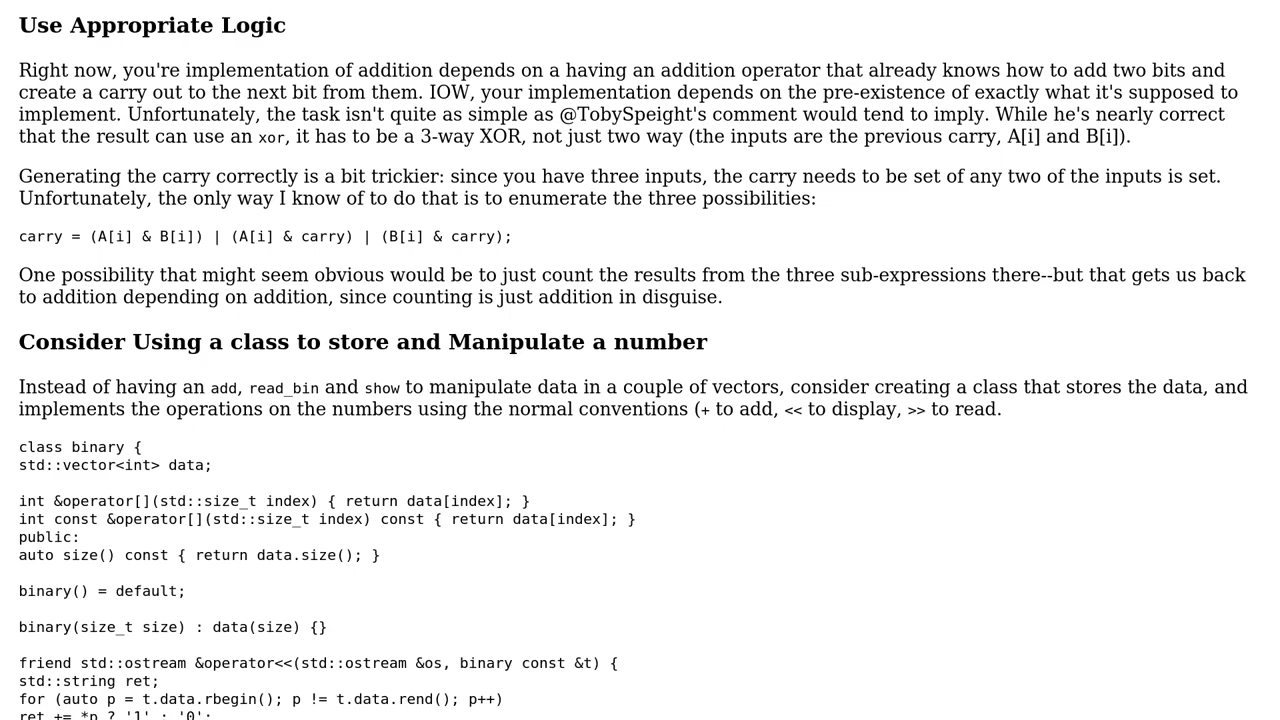 Use Appropriate Logic
Right now, you're implementation of addition depends on a having an addition operator that already knows how to add two bits and
create a carry out to the next bit from them. IOW, your implementation depends on the pre-existence of exactly what it's supposed to
implement. Unfortunately, the task isn't quite as simple as @TobySpeight's comment would tend to imply. While he's nearly correct
that the result can use an xor, it has to be a 3-way XOR, not just two way (the inputs are the previous carry, A[i] and B[i]).
Generating the carry correctly is a bit trickier: since you have three inputs, the carry needs to be set of any two of the inputs is set.
Unfortunately, the only way I know of to do that is to enumerate the three possibilities:
carry = (A[i] & B[i]) | (A[i] & carry) | (B[i] & carry);
One possibility that might seem obvious would be to just count the results from the three sub-expressions there--but that gets us back
to addition depending on addition, since counting is just addition in disguise.
Consider Using a class to store and Manipulate a number
Instead of having an add, read_bin and show to manipulate data in a couple of vectors, consider creating a class that stores the data, and
implements the operations on the numbers using the normal conventions (+ to add, << to display, >> to read.
class binary {
std::vector<int> data;
int &operator[](std::size_t index) { return data[index]; }
int const &operator[](std::size_t index) const { return data[index]; }
public:
auto size() const { return data.size(); }
binary() = default;
binary(size_t size) : data(size) {}
friend std::ostream &operator<<(std::ostream &os, binary const &t) {
std::string ret;
for (auto p = t.data.rbegin(); p != t.data.rend(); p++)
ret += *p ? '1' : '0';